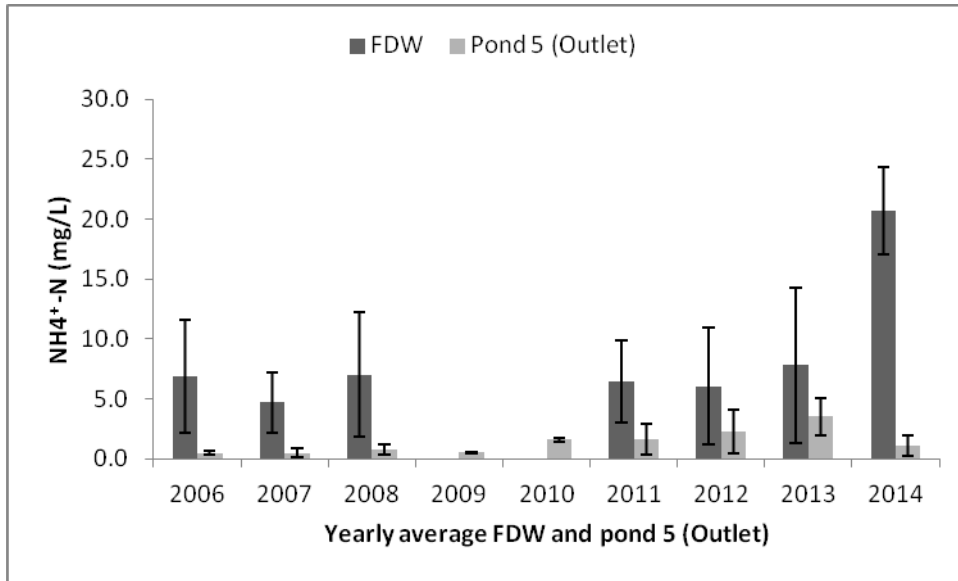 FDW Pond 5 (Outlet)
30.0
25.0
20.0
15.0
10.0
5.0
0.0
NH4⁺-N (mg/L)
2006 2007 2008 2009 2010 2011 2012 2013 2014
Yearly average FDW and pond 5 (Outlet)